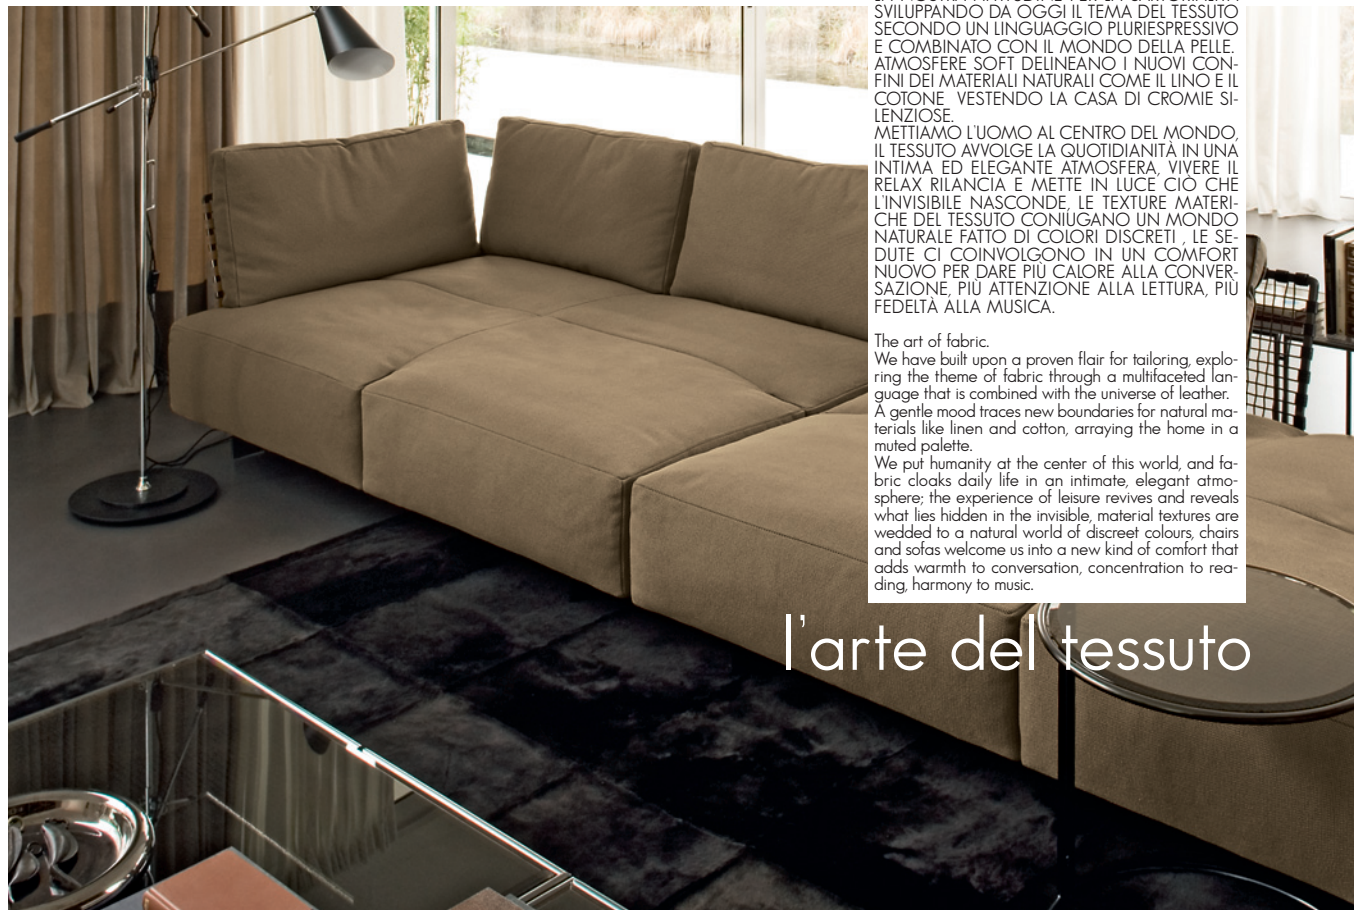 SVILUPPANDO DA OGGI IL TEMA DEL TESSUTO
SECONDO UN LINGUAGGIO PLURIESPRESSIVO
E COMBINATO CON IL MONDO DELLA PELLE.
ATMOSFERE SOFT DELINEANO I NUOVI CON-
FINI DEI MATERIALI NATURALI COME IL LINO E IL
COTONE VESTENDO LA CASA DI CROMIE SI-
LENZIOSE.
METTIAMO L'UOMO AL CENTRO DEL MONDO,
IL TESSUTO AVVOLGE LA QUOTIDIANITÀ IN UNA
INTIMA ED ELEGANTE ATMOSFERA, VIVERE IL
RELAX RILANCIA E METTE IN LUCE CIÒ CHE
L'INVISIBILE NASCONDE, LE TEXTURE MATERI-
CHE DEL TESSUTO CONIUGANO UN MONDO
NATURALE FATTO DI COLORI DISCRETI , LE SE-
DUTE CI COINVOLGONO IN UN COMFORT
NUOVO PER DARE PIÙ CALORE ALLA CONVER-
SAZIONE, PIÙ ATTENZIONE ALLA LETTURA, PIÙ
FEDELTÀ ALLA MUSICA.
The art of fabric.
We have built upon a proven flair for tailoring, explo-
ring the theme of fabric through a multifaceted lan-
guage that is combined with the universe of leather.
A gentle mood traces new boundaries for natural ma-
terials like linen and cotton, arraying the home in a
muted palette.
We put humanity at the center of this world, and fa-
bric cloaks daily life in an intimate, elegant atmo-
sphere; the experience of leisure revives and reveals
what lies hidden in the invisible, material textures are
wedded to a natural world of discreet colours, chairs
and sofas welcome us into a new kind of comfort that
adds warmth to conversation, concentration to rea-
ding, harmony to music.
l'arte del tessuto